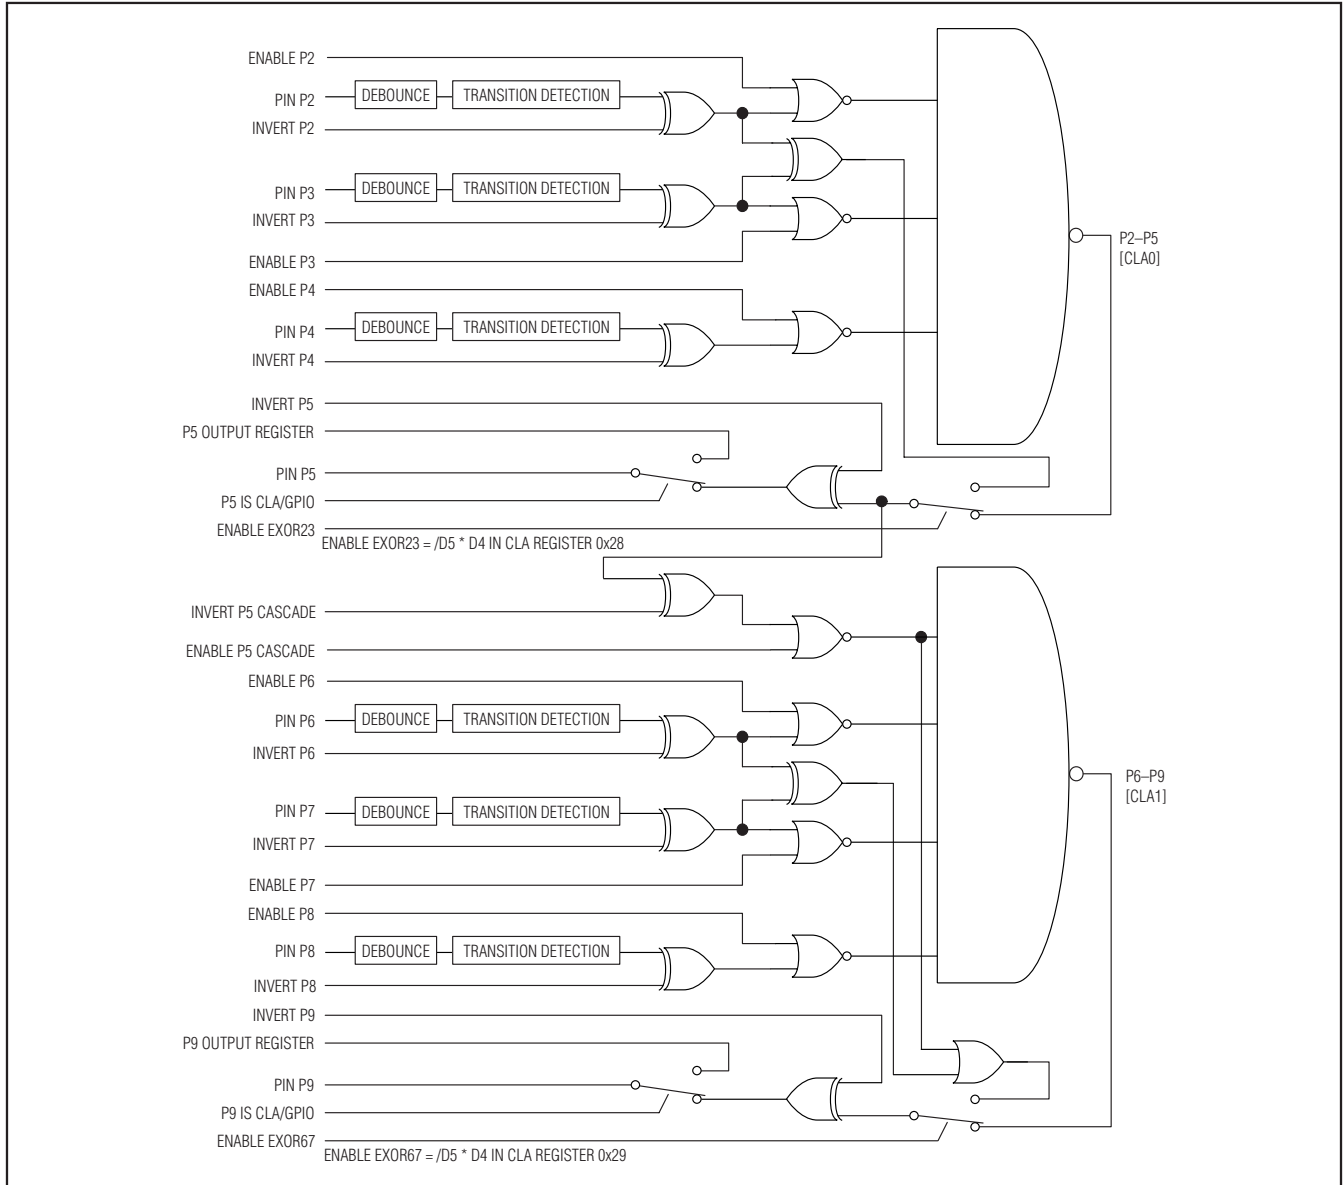 ENABLE P2
PIN P2
DEBOUNCE
TRANSITION DETECTION
INVERT P2
PIN P3
DEBOUNCE
TRANSITION DETECTION
INVERT P3
ENABLE P3
P2–P5
[CLA0]
ENABLE P4
PIN P4
DEBOUNCE
TRANSITION DETECTION
INVERT P4
INVERT P5
P5 OUTPUT REGISTER
PIN P5
P5 IS CLA/GPIO
ENABLE EXOR23
ENABLE EXOR23 = /D5 * D4 IN CLA REGISTER 0x28
INVERT P5 CASCADE
ENABLE P5 CASCADE
ENABLE P6
PIN P6
DEBOUNCE
TRANSITION DETECTION
INVERT P6
P6–P9
[CLA1]
PIN P7
DEBOUNCE
TRANSITION DETECTION
INVERT P7
ENABLE P7
ENABLE P8
PIN P8
DEBOUNCE
TRANSITION DETECTION
INVERT P8
INVERT P9
P9 OUTPUT REGISTER
PIN P9
P9 IS CLA/GPIO
ENABLE EXOR67
ENABLE EXOR67 = /D5 * D4 IN CLA REGISTER 0x29